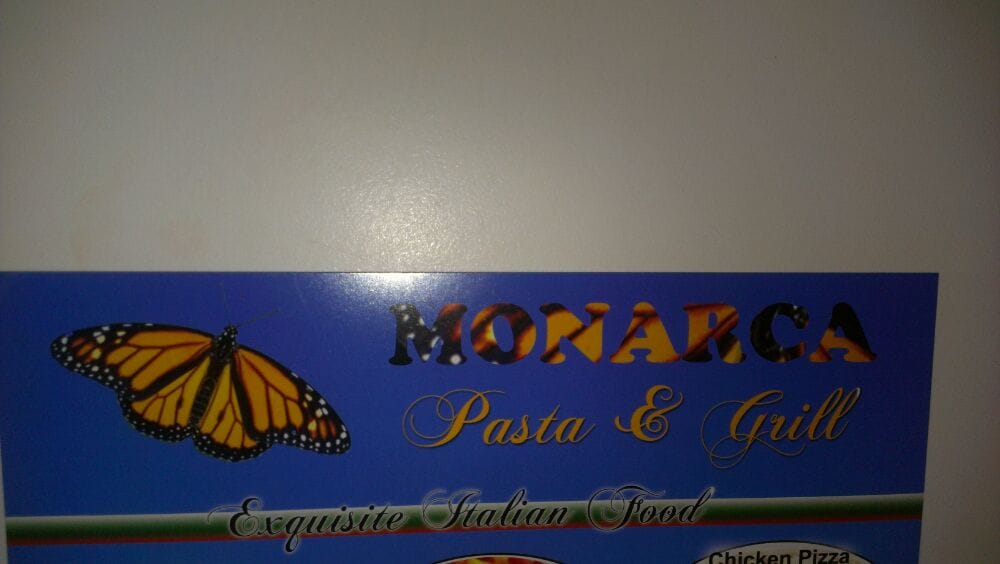 MONARCA
Pasta & Grill
Exquisite Italian Food
Chicken Pizza